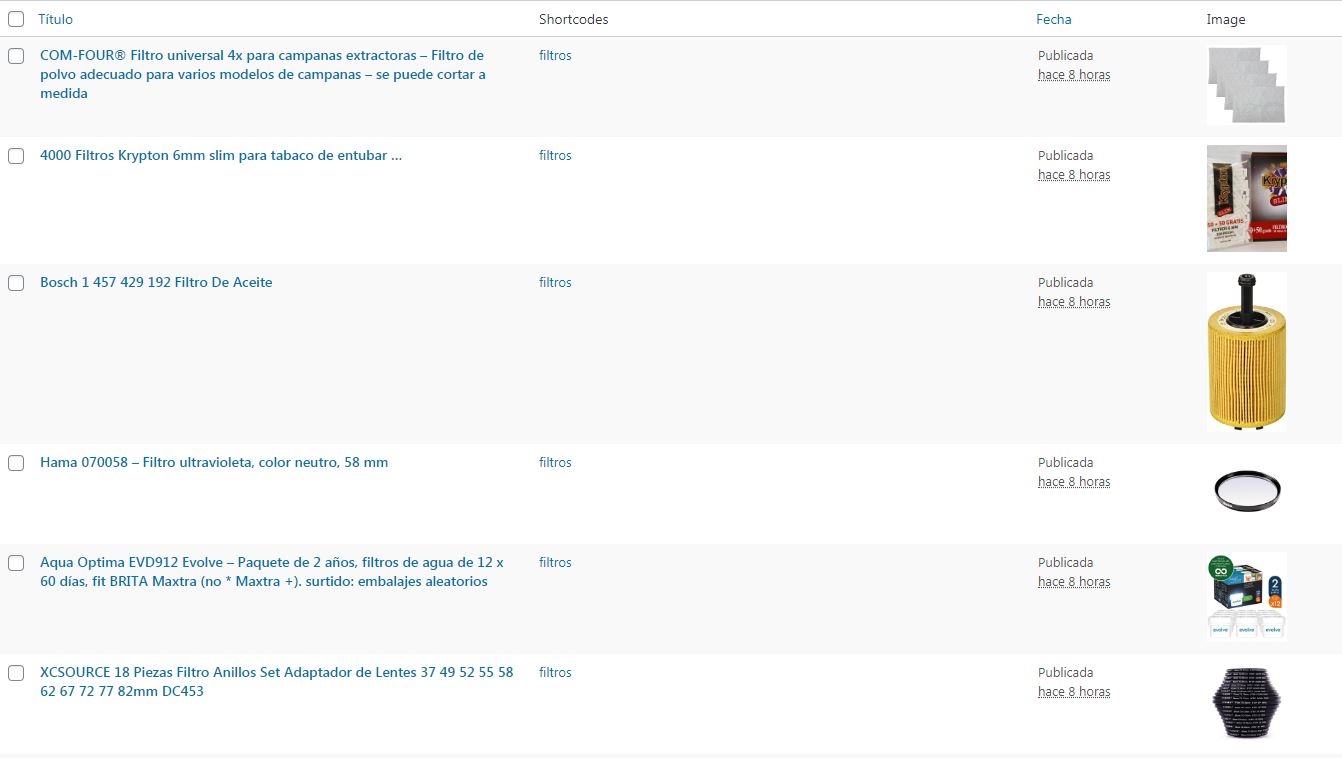 Título Shortcodes Fecha Image
COM-FOUR® Filtro universal 4x para campanas extractoras – Filtro de
polvo adecuado para varios modelos de campanas – se puede cortar a
medida
filtros
Publicada
hace 8 horas
4000 Filtros Krypton 6mm slim para tabaco de entubar ...
filtros
Publicada
hace 8 horas
Bosch 1 457 429 192 Filtro De Aceite
filtros
Publicada
hace 8 horas
Hama 070058 – Filtro ultravioleta, color neutro, 58 mm
filtros
Publicada
hace 8 horas
Aqua Optima EVD912 Evolve – Paquete de 2 años, filtros de agua de 12 x
60 días, fit BRITA Maxtra (no * Maxtra +). surtido: embalajes aleatorios
filtros
Publicada
hace 8 horas
2
evolve evolve evolve
XCSOURCE 18 Piezas Filtro Anillos Set Adaptador de Lentes 37 49 52 55 58
62 67 72 77 82mm DC453
filtros
Publicada
hace 8 horas